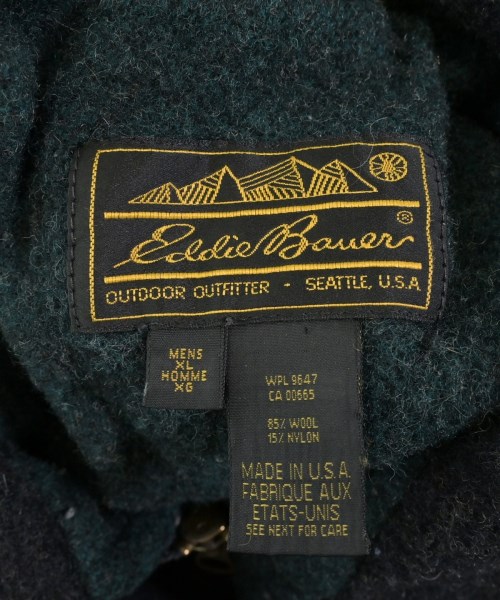 Eddie Bauer ®
OUTDOOR OUTFITTER - SEATTLE, U.S.A
MENS
XL
HOMME
XG
WPL 9647
CA 00665
85% WOOL
15% NYLON
MADE IN U.S.A.
FABRIQUE AUX
ETATS-UNIS
SEE NEXT FOR CARE